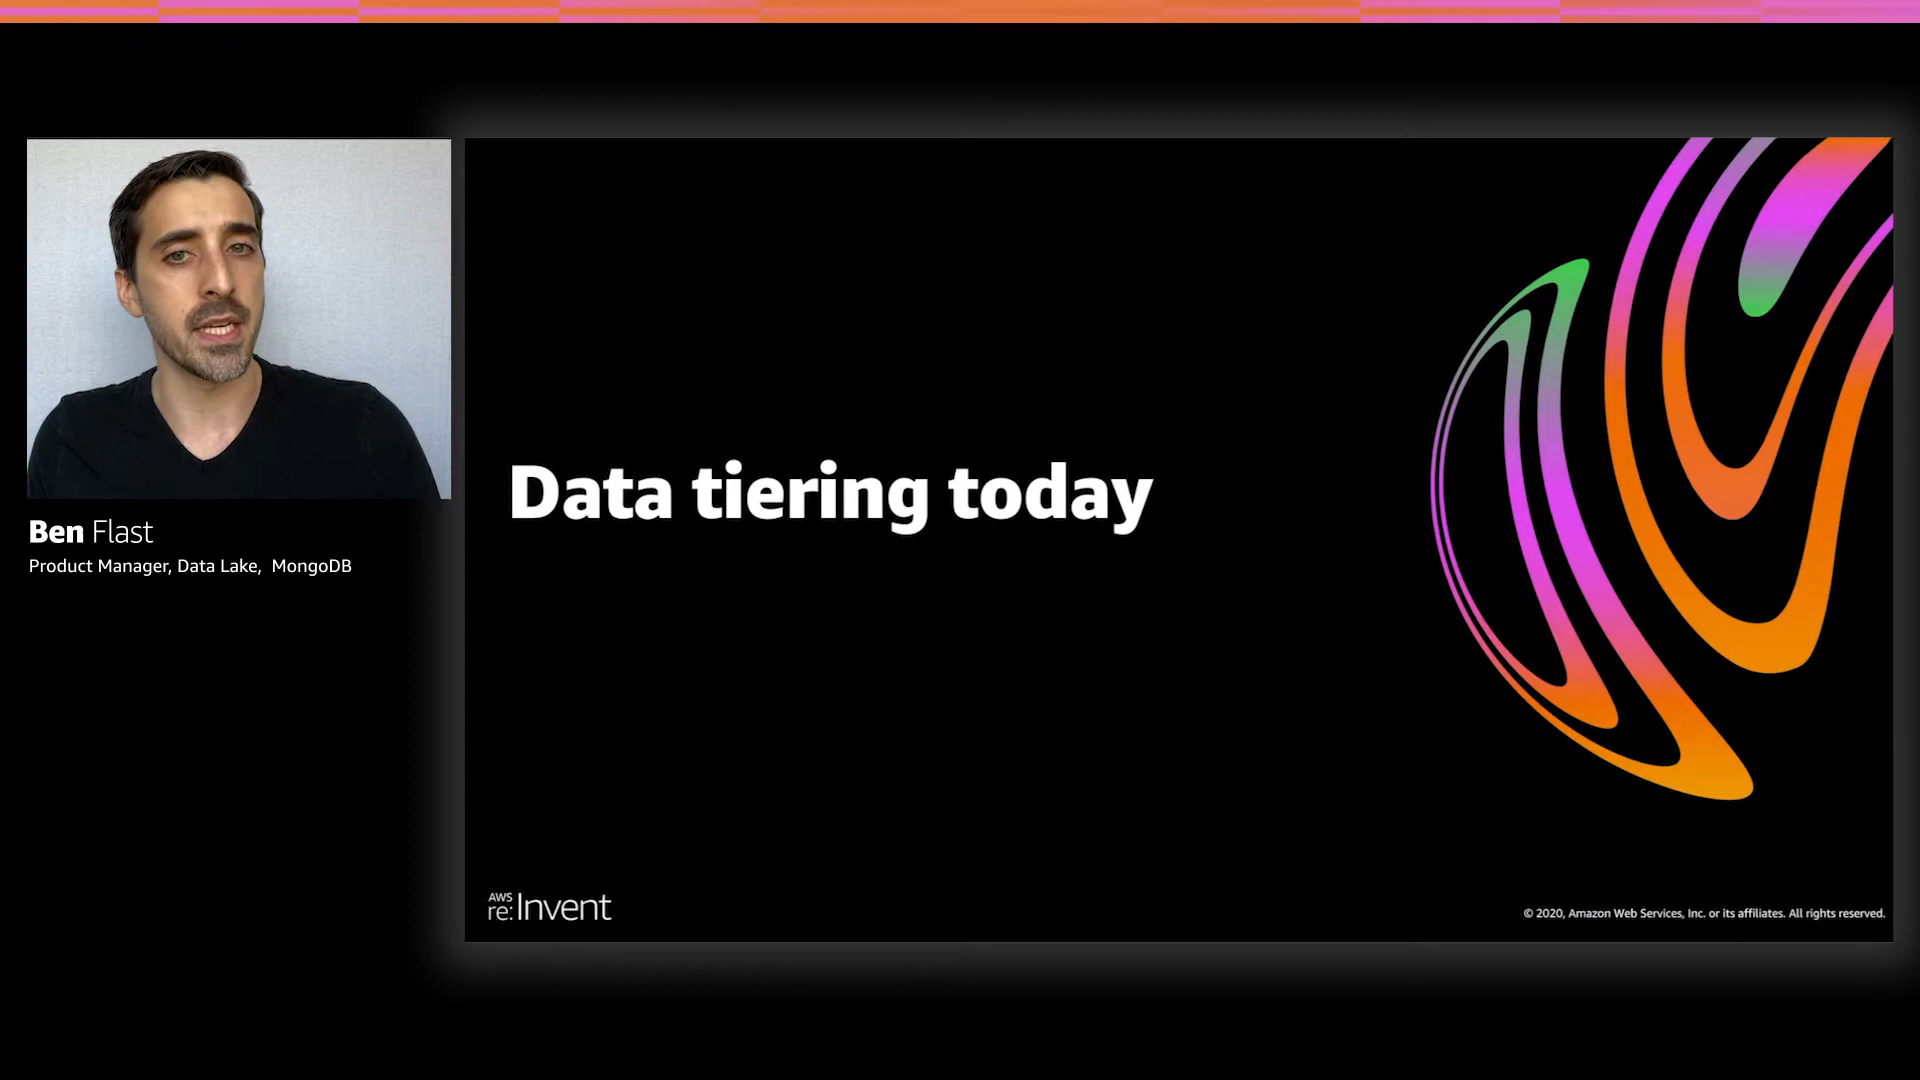 Ben Flast
Product Manager, Data Lake, MongoDB
Data tiering today
AWS
re:Invent
© 2020, Amazon Web Services, Inc. or its affiliates. All rights reserved.